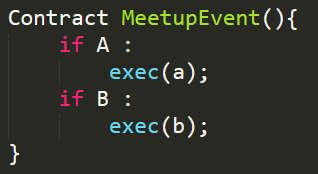 Contract MeetupEvent(){
    if A :
        exec(a);
    if B :
        exec(b);
}